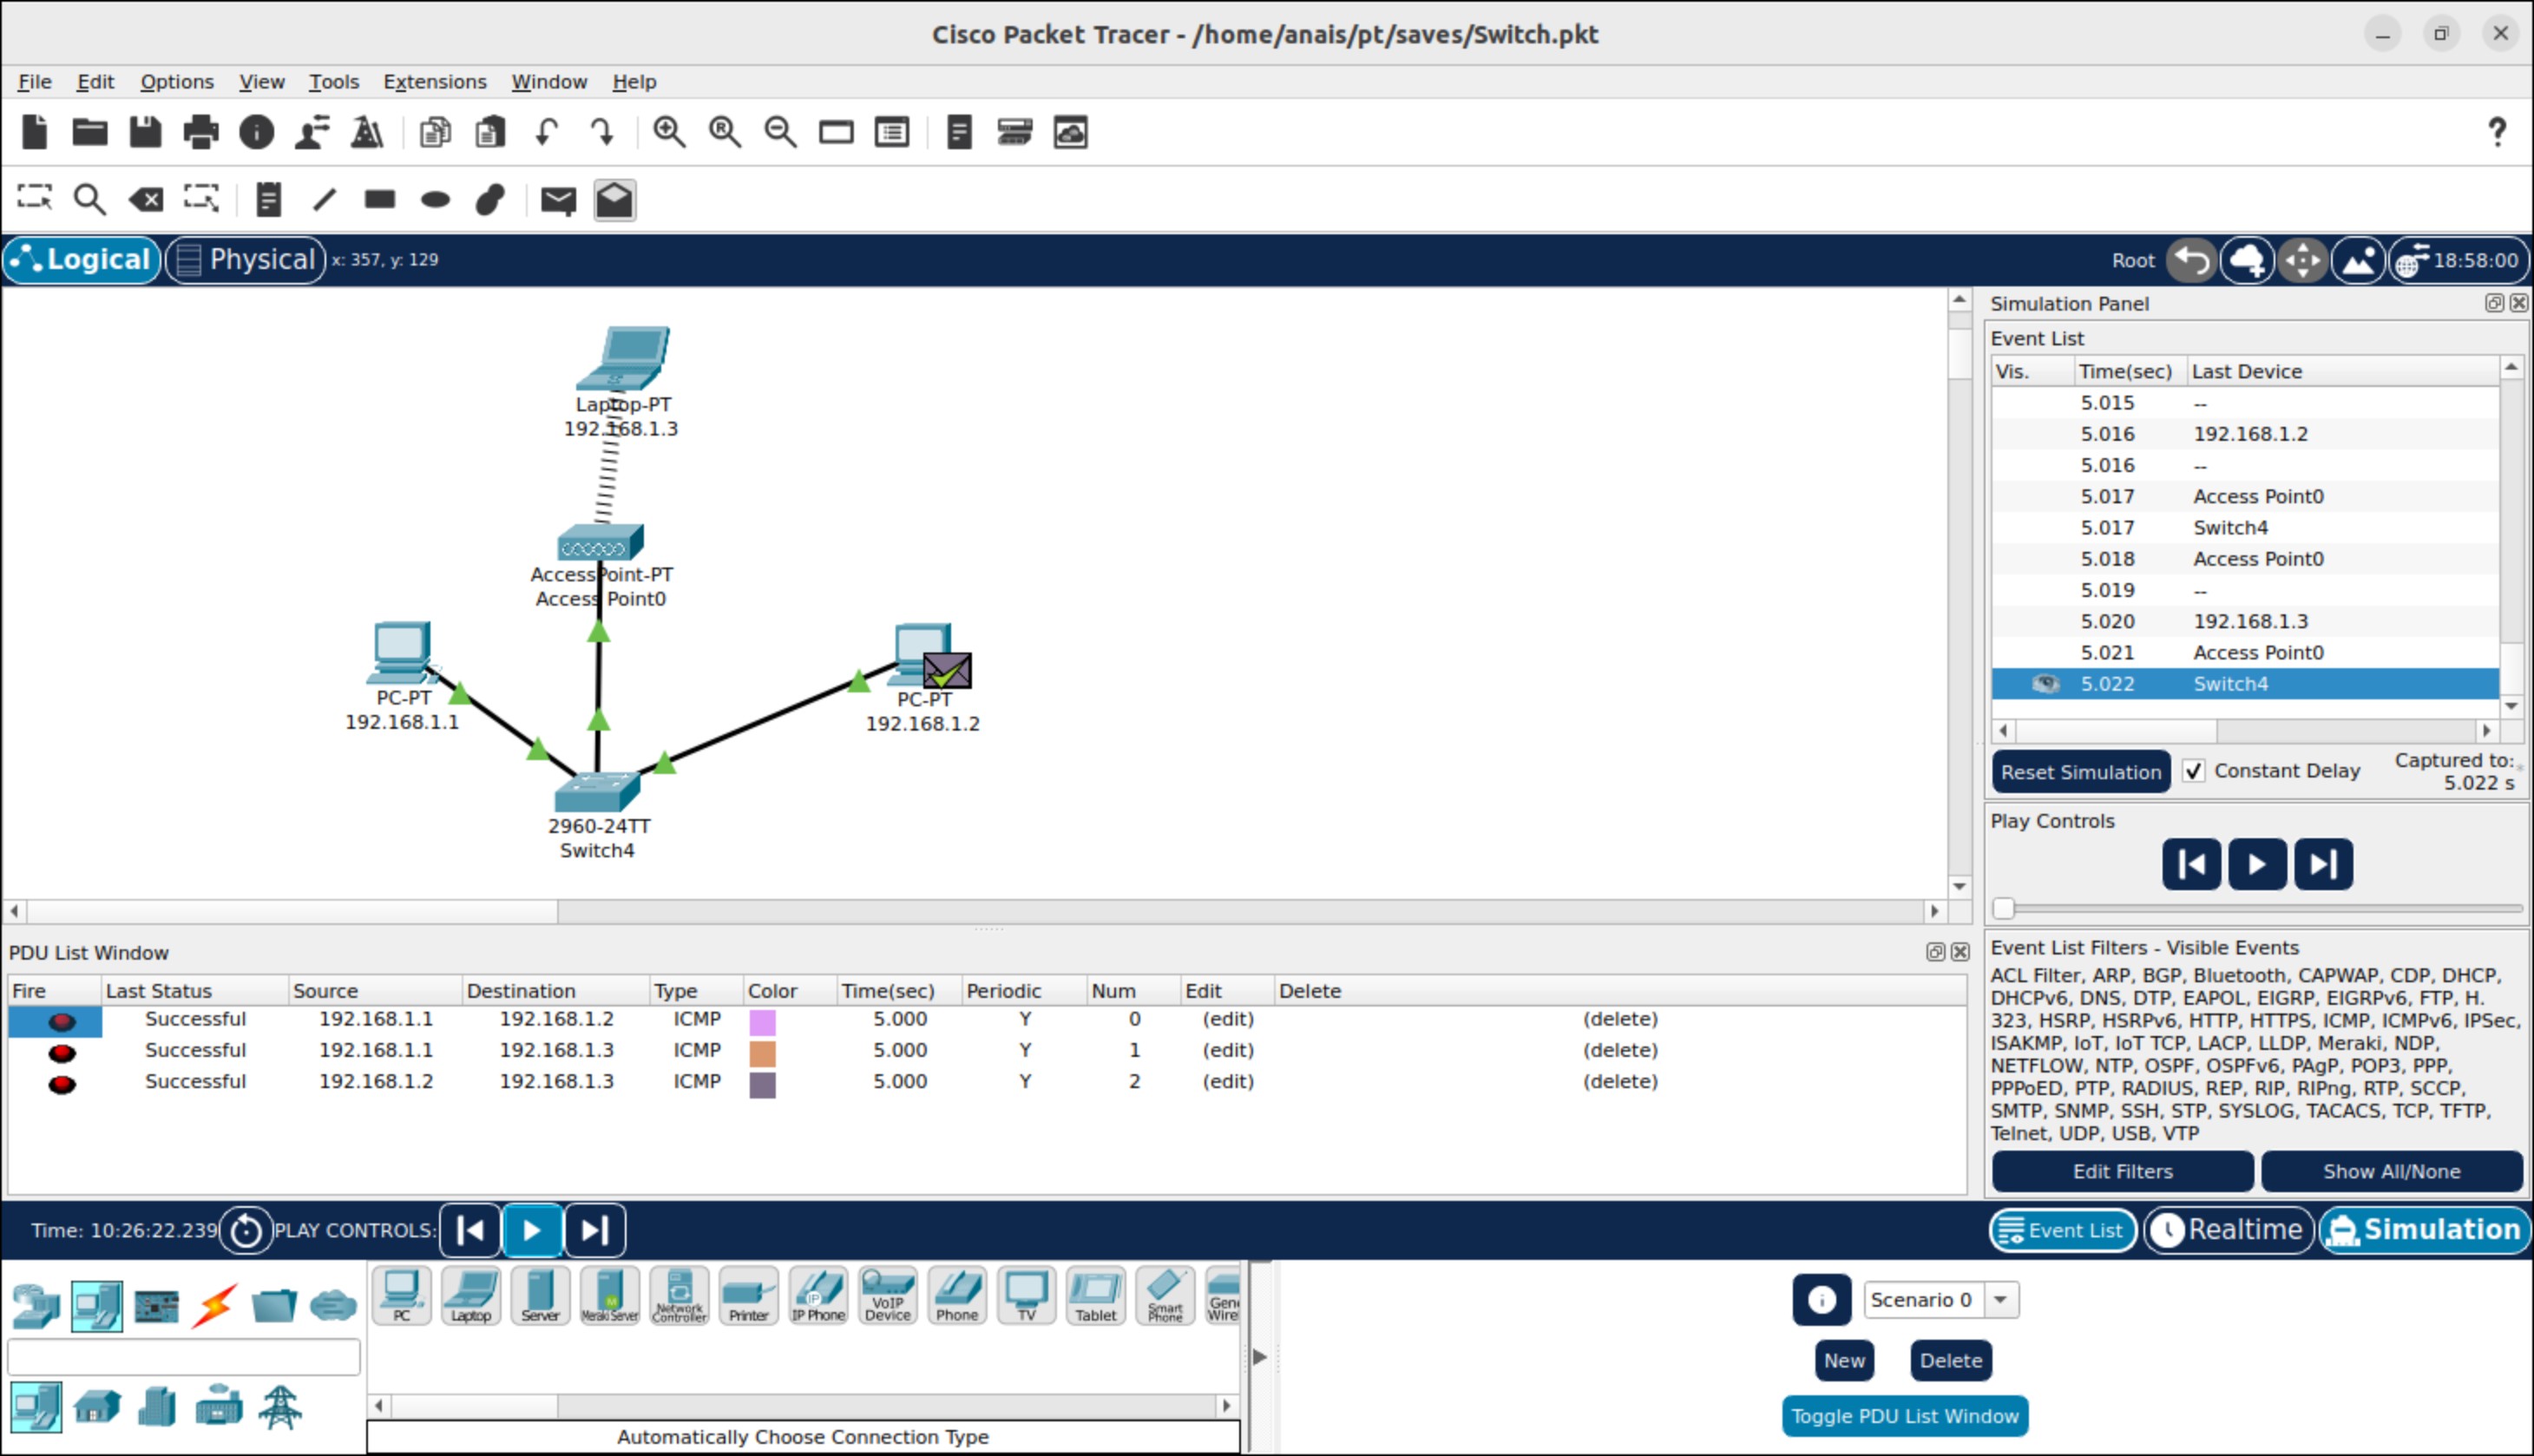 Cisco Packet Tracer - /home/anais/pt/saves/Switch.pkt
File Edit Options View Tools Extensions Window Help
Logical Physical x: 357, y: 129 Root 18:58:00
Laptop-PT
192.168.1.3
AccessPoint-PT
Access Point0
PC-PT
192.168.1.1
PC-PT
192.168.1.2
2960-24TT
Switch4
Simulation Panel
Event List
Vis. Time(sec) Last Device
5.015 --
5.016 192.168.1.2
5.016 --
5.017 Access Point0
5.017 Switch4
5.018 Access Point0
5.019 --
5.020 192.168.1.3
5.021 Access Point0
5.022 Switch4
Reset Simulation Constant Delay Captured to:
5.022 s
Play Controls
PDU List Window
Fire Last Status Source Destination Type Color Time(sec) Periodic Num Edit Delete
Successful 192.168.1.1 192.168.1.2 ICMP 5.000 Y 0 (edit) (delete)
Successful 192.168.1.1 192.168.1.3 ICMP 5.000 Y 1 (edit) (delete)
Successful 192.168.1.2 192.168.1.3 ICMP 5.000 Y 2 (edit) (delete)
Event List Filters - Visible Events
ACL Filter, ARP, BGP, Bluetooth, CAPWAP, CDP, DHCP,
DHCPv6, DNS, DTP, EAPOL, EIGRP, EIGRPv6, FTP, H.
323, HSRP, HSRPv6, HTTP, HTTPS, ICMP, ICMPv6, IPSec,
ISAKMP, IoT, IoT TCP, LACP, LLDP, Meraki, NDP,
NETFLOW, NTP, OSPF, OSPFv6, PAgP, POP3, PPP,
PPPoED, PTP, RADIUS, REP, RIP, RIPng, RTP, SCCP,
SMTP, SNMP, SSH, STP, SYSLOG, TACACS, TCP, TFTP,
Telnet, UDP, USB, VTP
Edit Filters Show All/None
Time: 10:26:22.239 PLAY CONTROLS: Event List Realtime Simulation
PC Laptop Server Meraki Server Network Controller Printer IP Phone VoIP Device Phone TV Tablet Smart Phone
Scenario 0
New Delete
Toggle PDU List Window
Automatically Choose Connection Type